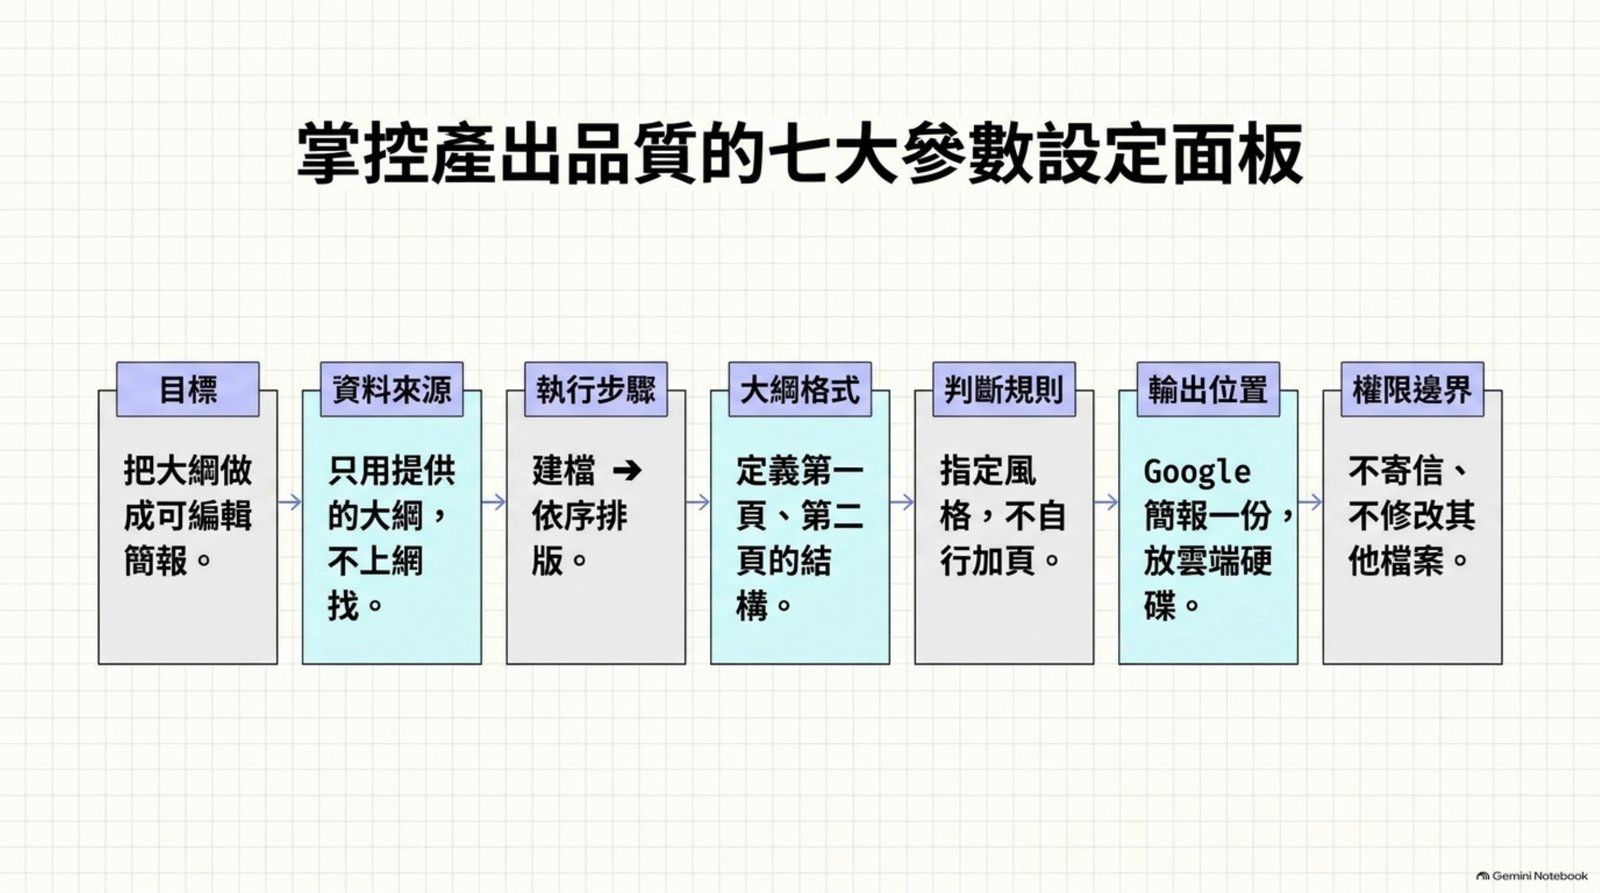 掌控產出品質的七大參數設定面板
目標
把大綱做
成可編輯
簡報。
資料來源
只用提供
的大綱，
不上網
找。
執行步驟
建檔 ➔
依序排
版。
大綱格式
定義第一
頁、第二
頁的結
構。
判斷規則
指定風
格，不自
行加頁。
輸出位置
Google
簡報一份，
放雲端硬
碟。
權限邊界
不寄信、
不修改其
他檔案。
Gemini Notebook